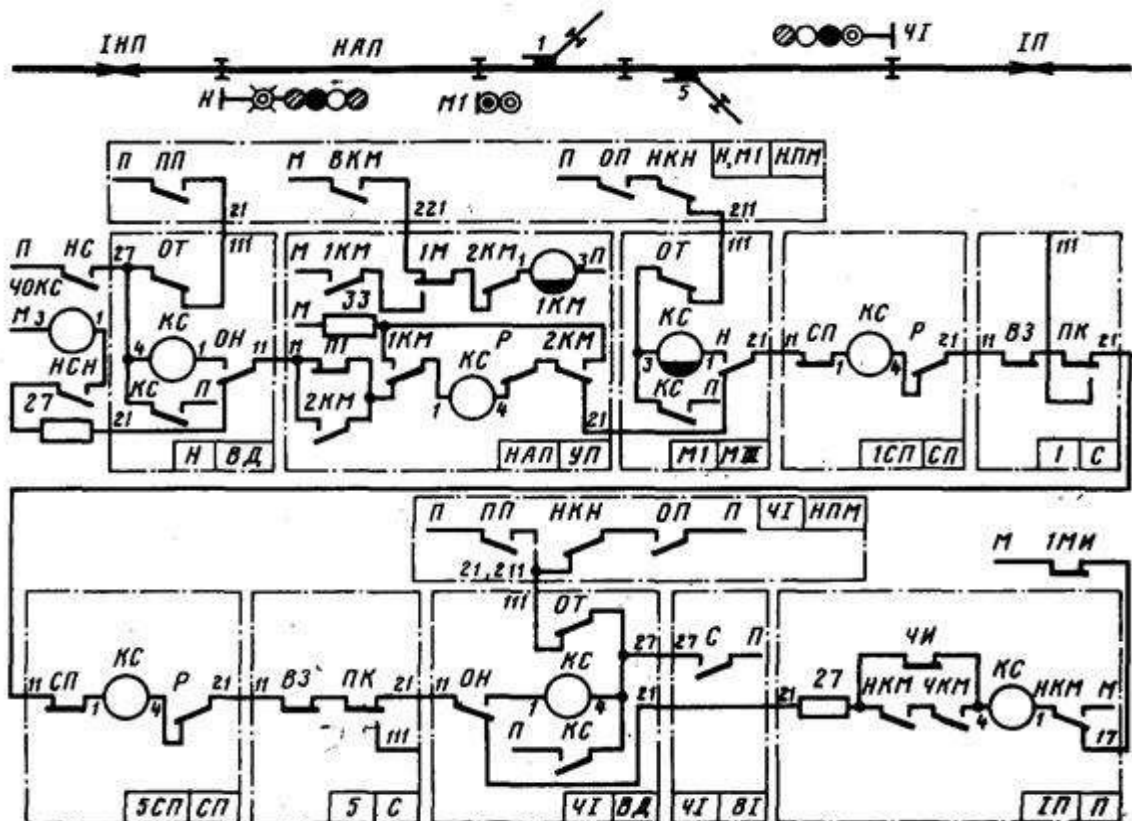 IНП НАП 1 ЧI IП
Н М1 5
П ПП М ВКМ П ОП НКН Н,М1 НПМ
21 221 211
П НС 27 ОТ 111 М 1КМ 1М 2КМ 1 3 П ОТ 111 111
ЧОКС 33 1КМ
М 3 1 КС М 1КМ Р 2КМ КС Н СП КС Р ВЗ ПК
4 1 ОН 11 11 П1 КС 3 1 21 11 1 4 21 11 21
НСН КС П 2КМ 1 4 КС П
27 21 21
Н ВД НАП УП М1 МIII 1СП СП 1 С
П ПП НКН ОП П ЧI НПМ
21,211 М 1МИ
111 ОТ
КС 27 27 С П ЧИ
11 СП Р 21 11 ВЗ ПК 21 11 ОН КС 21 21 27 НКМ ЧКМ КС НКМ М
1 4 1 4 4 1 17
П КС
111
5СП СП 5 С ЧI ВД ЧI ВI IП П